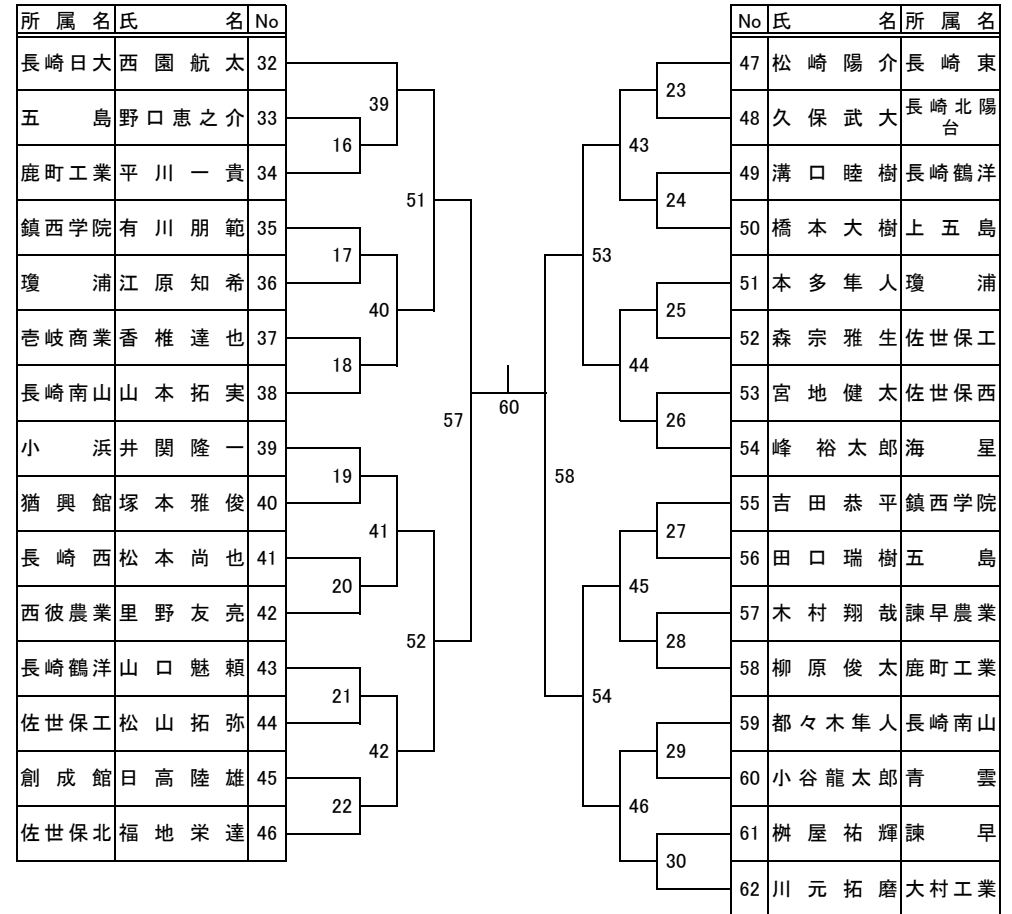 所属名 氏名 No
長崎日大 西園航太 32
五島 野口恵之介 33
鹿町工業 平川一貴 34
鎮西学院 有川朋範 35
瓊浦 江原知希 36
壱岐商業 香椎達也 37
長崎南山 山本拓実 38
小浜 井関隆一 39
猶興館 塚本雅俊 40
長崎西 松本尚也 41
西彼農業 里野友亮 42
長崎鶴洋 山口魅頼 43
佐世保工 松山拓弥 44
創成館 日高陸雄 45
佐世保北 福地栄達 46
39
16
51
17
40
18
57
19
41
20
52
21
42
22
60
23
43
24
53
25
44
26
58
27
45
28
54
29
46
30
No 氏名 所属名
47 松崎陽介 長崎東
48 久保武大 長崎北陽
台
49 溝口睦樹 長崎鶴洋
50 橋本大樹 上五島
51 本多隼人 瓊浦
52 森宗雅生 佐世保工
53 宮地健太 佐世保西
54 峰裕太郎 海星
55 吉田恭平 鎮西学院
56 田口瑞樹 五島
57 木村翔哉 諫早農業
58 柳原俊太 鹿町工業
59 都々木隼人 長崎南山
60 小谷龍太郎 青雲
61 桝屋祐輝 諫早
62 川元拓磨 大村工業